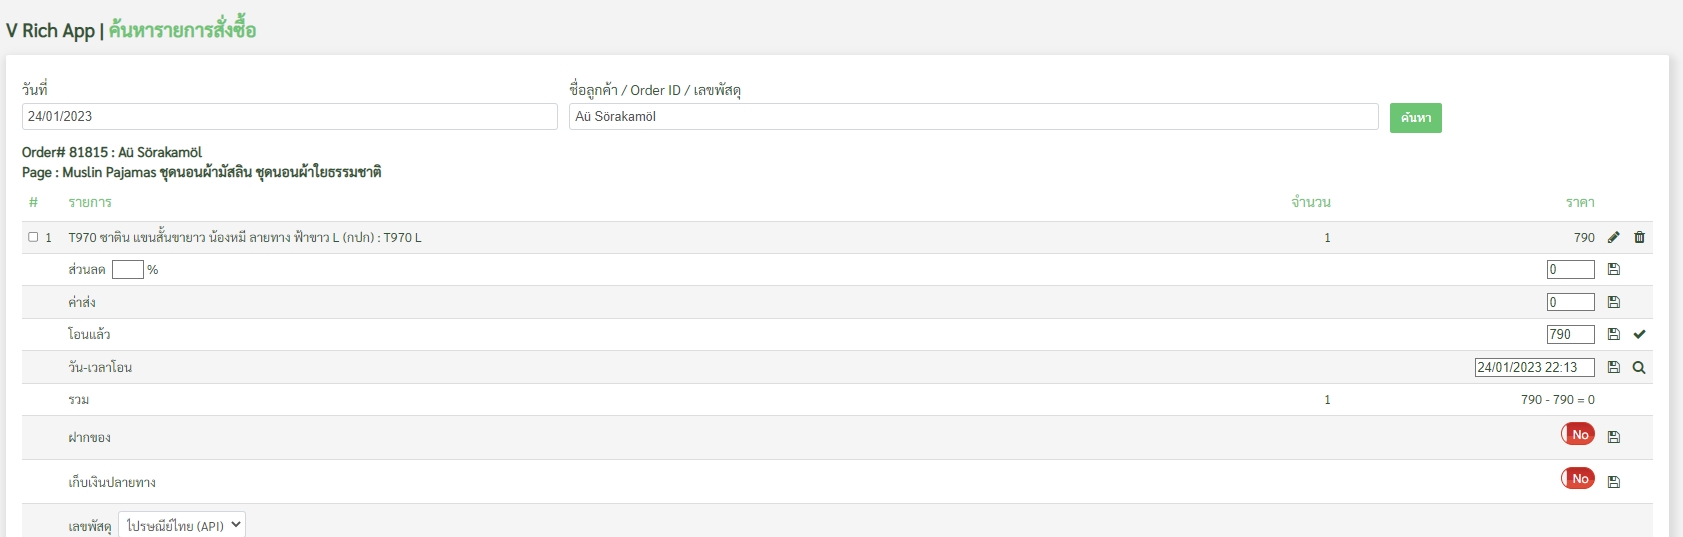 V Rich App | ค้นหารายการสั่งซื้อ
วันที่ ชื่อลูกค้า / Order ID / เลขพัสดุ
24/01/2023 Aü Sörakamöl ค้นหา
Order# 81815 : Aü Sörakamöl
Page : Muslin Pajamas ชุดนอนผ้ามัสลิน ชุดนอนผ้าใยธรรมชาติ
# รายการ จำนวน ราคา
1 T970 ซาติน แขนสั้นขายาว น้องหมี ลายทาง ฟ้าขาว L (กปก) : T970 L 1 790
ส่วนลด % 0
ค่าส่ง 0
โอนแล้ว 790
วัน-เวลาโอน 24/01/2023 22:13
รวม 1 790 - 790 = 0
ฝากของ No
เก็บเงินปลายทาง No
เลขพัสดุ ไปรษณีย์ไทย (API)